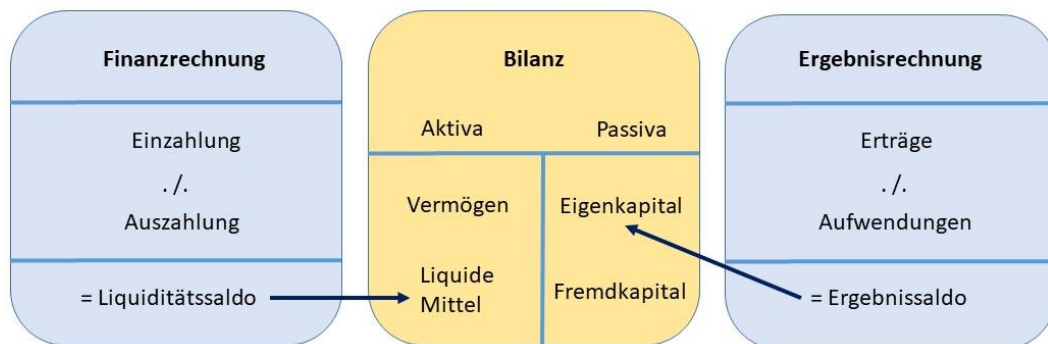 Finanzrechnung
Einzahlung
. /.
Auszahlung
= Liquiditätssaldo
Bilanz
Aktiva
Passiva
Vermögen
Eigenkapital
Liquide
Mittel
Fremdkapital
Ergebnisrechnung
Erträge
. /.
Aufwendungen
= Ergebnissaldo